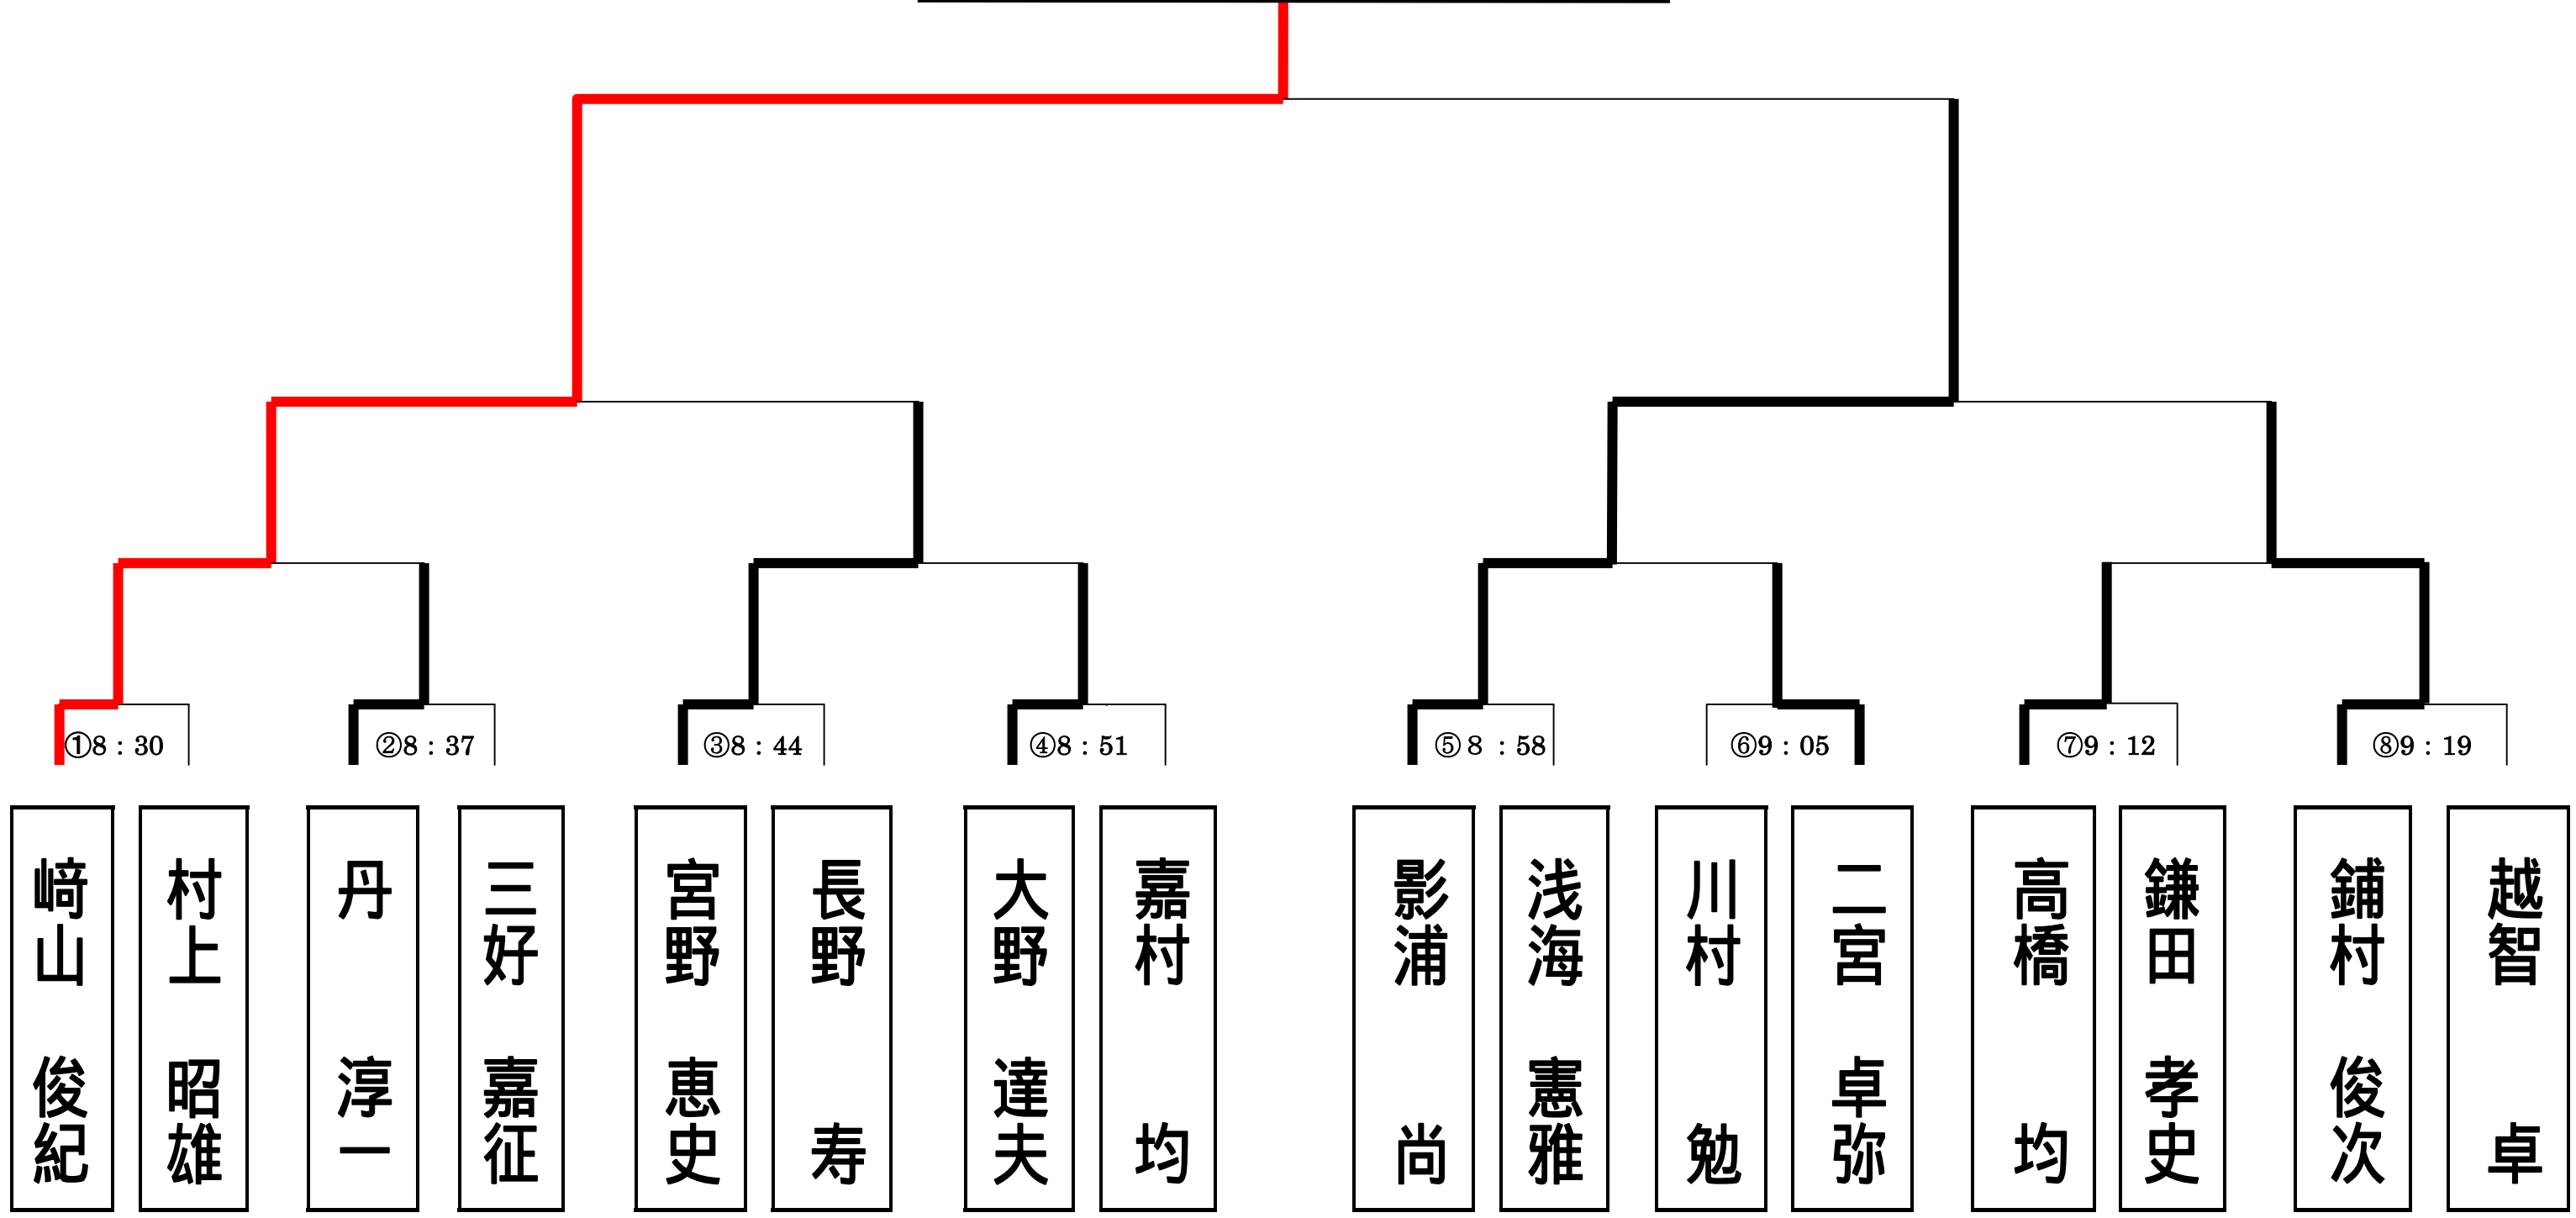 ①8：30
②8：37
③8：44
④8：51
⑤８：58
⑥9：05
⑦9：12
⑧9：19
﨑山　俊紀
村上　昭雄
丹　淳一
三好　嘉征
宮野　恵史
長野　寿
大野　達夫
嘉村　均
影浦　尚
浅海　憲雅
川村　勉
二宮　卓弥
高橋　均
鎌田　孝史
鋪村　俊次
越智　卓